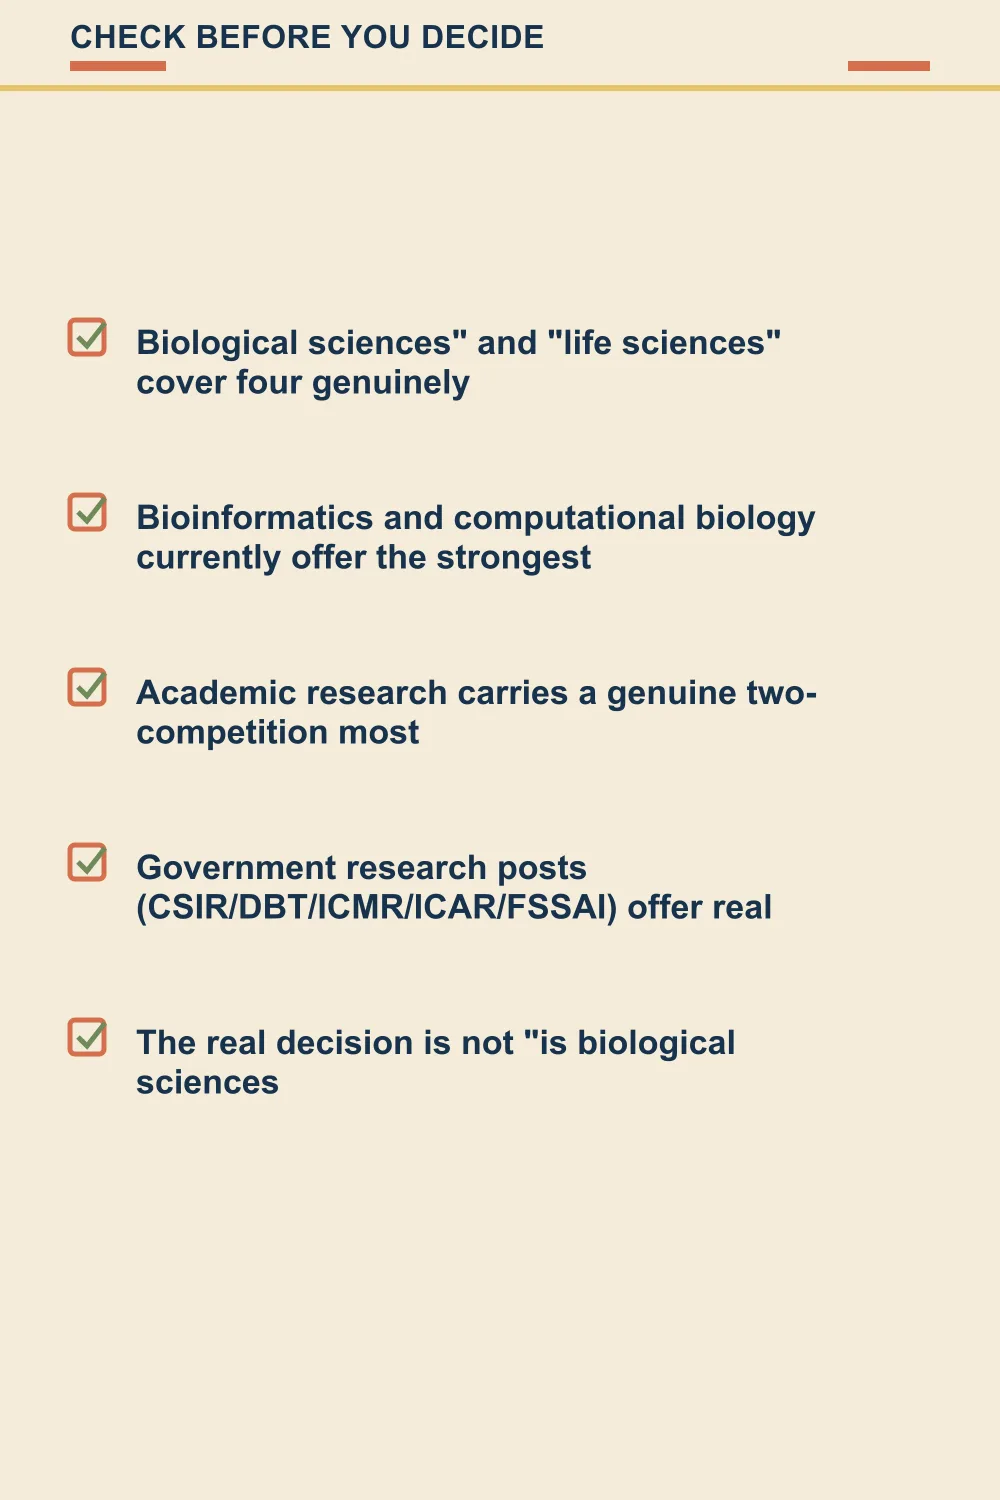 CHECK BEFORE YOU DECIDE
Biological sciences" and "life sciences"
cover four genuinely
Bioinformatics and computational biology
currently offer the strongest
Academic research carries a genuine two-
competition most
Government research posts
(CSIR/DBT/ICMR/ICAR/FSSAI) offer real
The real decision is not "is biological
sciences